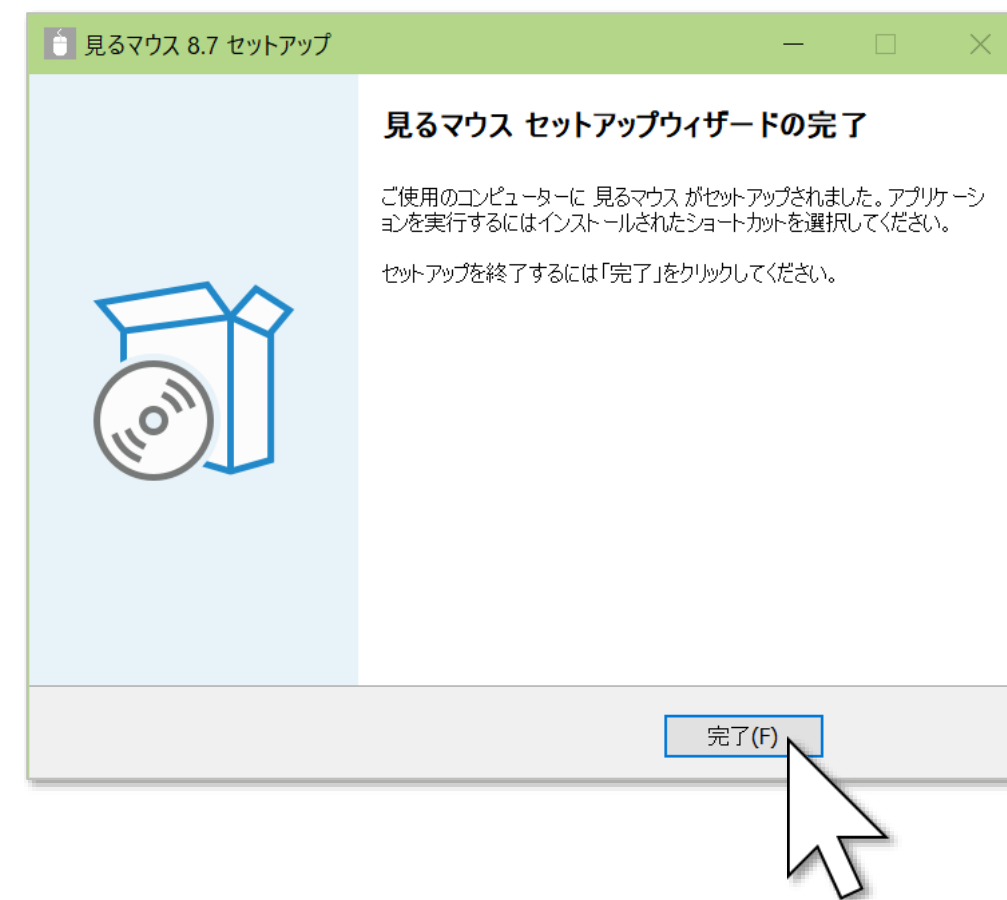 見るマウス 8.7 セットアップ
見るマウス セットアップウィザードの完了
ご使用のコンピューターに 見るマウス がセットアップされました。アプリケーシ
ョンを実行するにはインストールされたショートカットを選択してください。
セットアップを終了するには「完了」をクリックしてください。
完了(F)